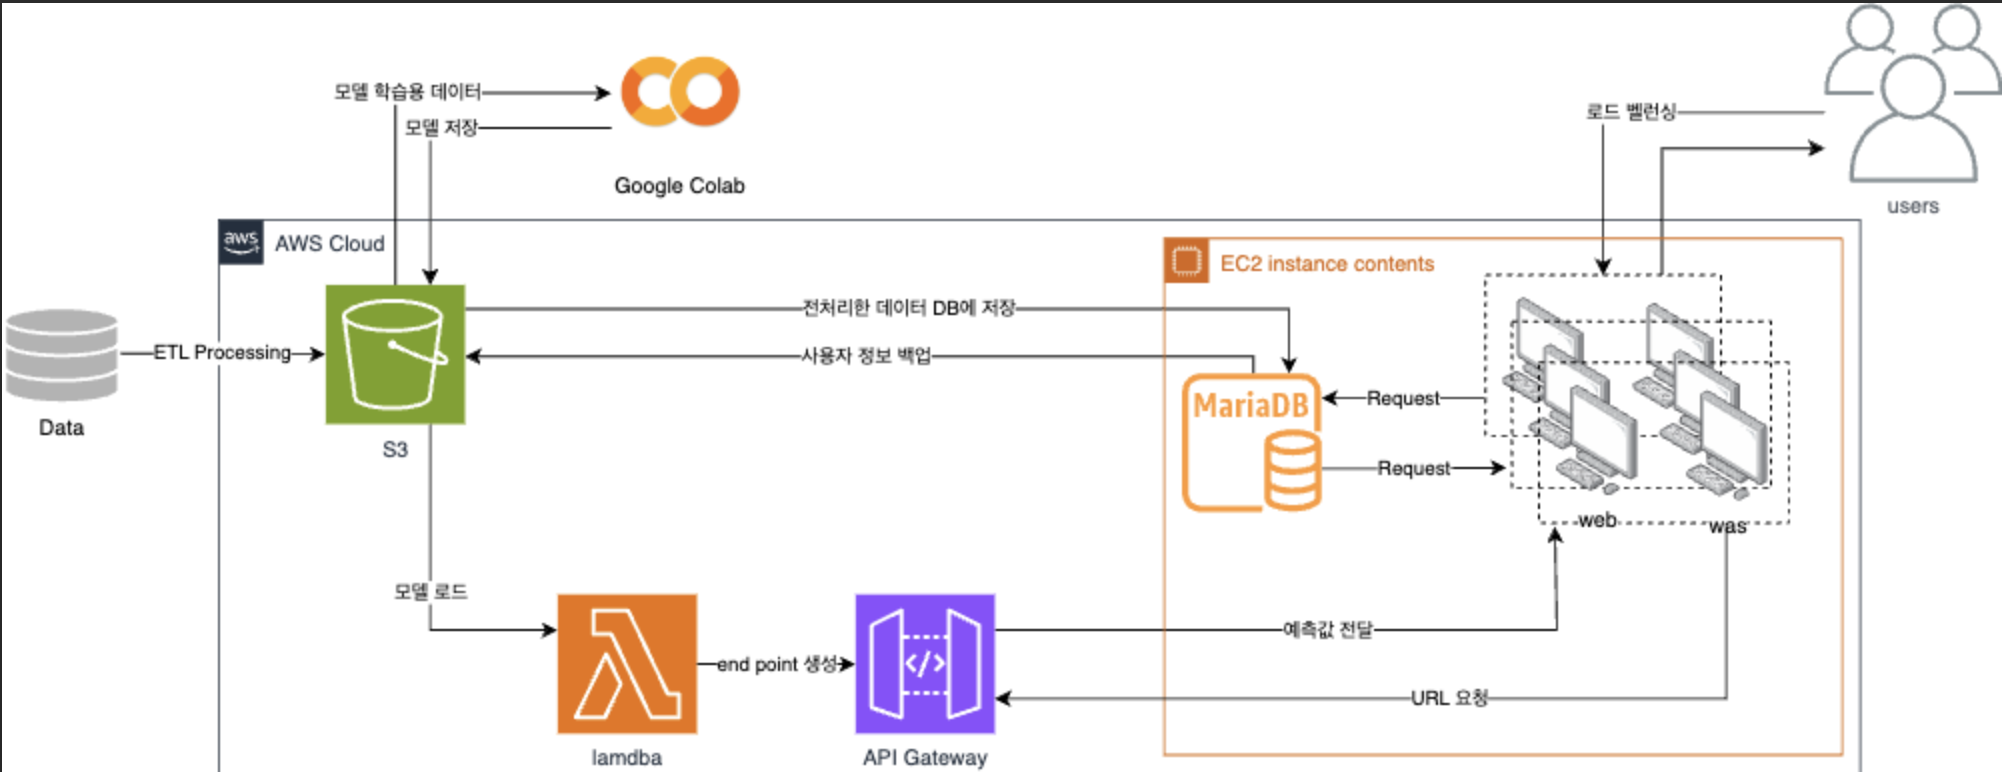 모델 학습용 데이터
모델 저장
Google Colab
로드 벨런싱
users
aws
AWS Cloud
EC2 instance contents
전처리한 데이터 DB에 저장
ETL Processing
사용자 정보 백업
MariaDB
Request
Data
S3
Request
web
was
모델 로드
예측값 전달
</>
end point 생성
URL 요청
lamdba
API Gateway